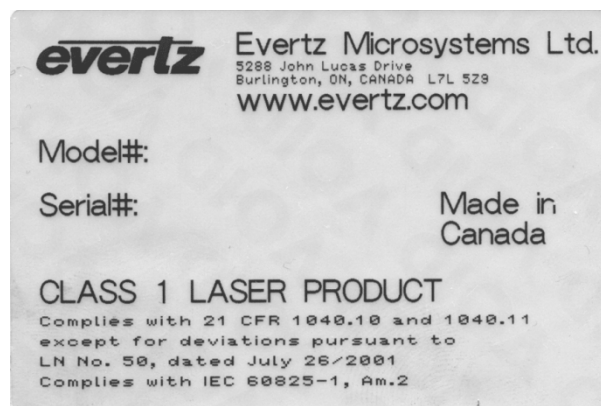 evertz
Evertz Microsystems Ltd.
5288 John Lucas Drive
Burlington, ON, CANADA L7L 5Z9
www.evertz.com
Model#:
Serial#:
Made in
Canada
CLASS 1 LASER PRODUCT
Complies with 21 CFR 1040.10 and 1040.11
except for deviations pursuant to
LN No. 50, dated July 26/2001
Complies with IEC 60825-1, Am.2